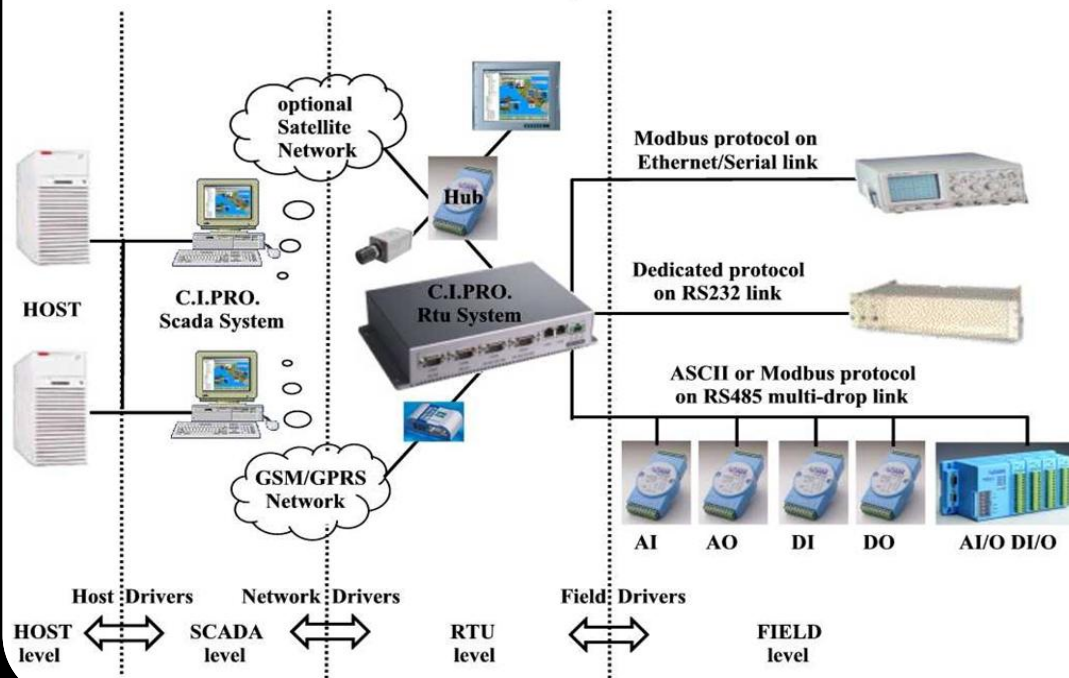 optional
Satellite
Network
Hub
Modbus protocol on
Ethernet/Serial link
HOST
C.I.PRO.
Scada System
C.I.PRO.
Rtu System
Dedicated protocol
on RS232 link
ASCII or Modbus protocol
on RS485 multi-drop link
GSM/GPRS
Network
AI
AO
DI
DO
AI/O DI/O
Host Drivers
Network Drivers
Field Drivers
HOST
level
SCADA
level
RTU
level
FIELD
level